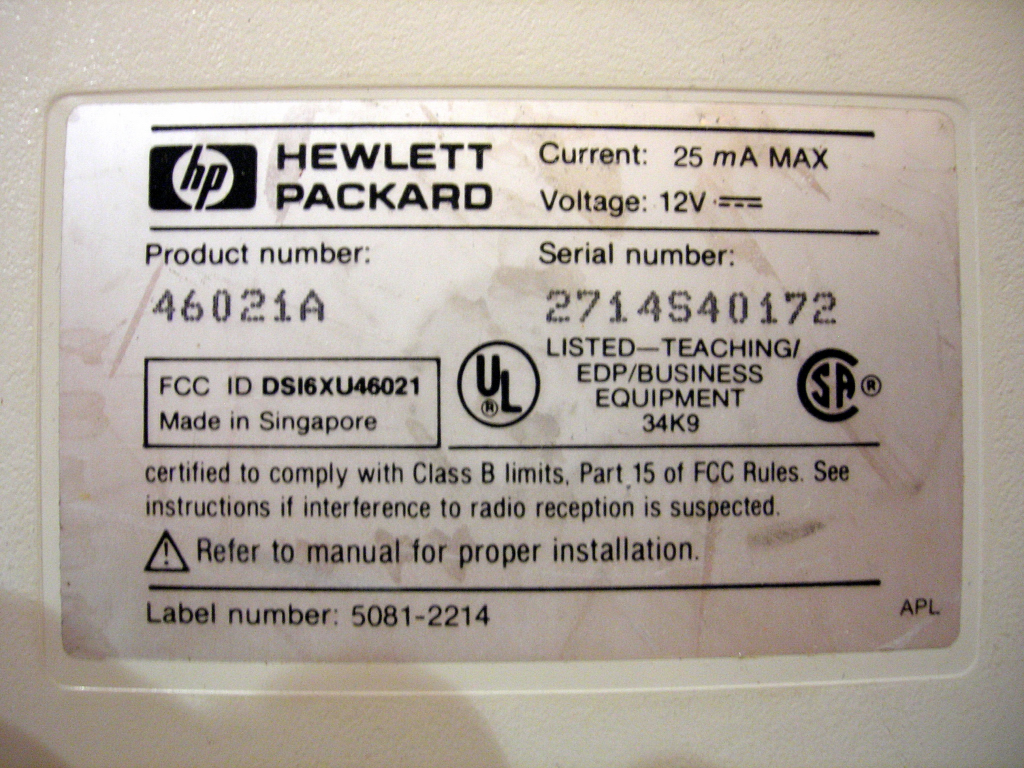 hp HEWLETT PACKARD
Current: 25 mA MAX
Voltage: 12V
Product number:
46021A
Serial number:
2714S40172
FCC ID DSI6XU46021
Made in Singapore
UL ®
LISTED—TEACHING/
EDP/BUSINESS
EQUIPMENT
34K9
SA ®
certified to comply with Class B limits, Part 15 of FCC Rules. See
instructions if interference to radio reception is suspected.
! Refer to manual for proper installation.
Label number: 5081-2214
APL